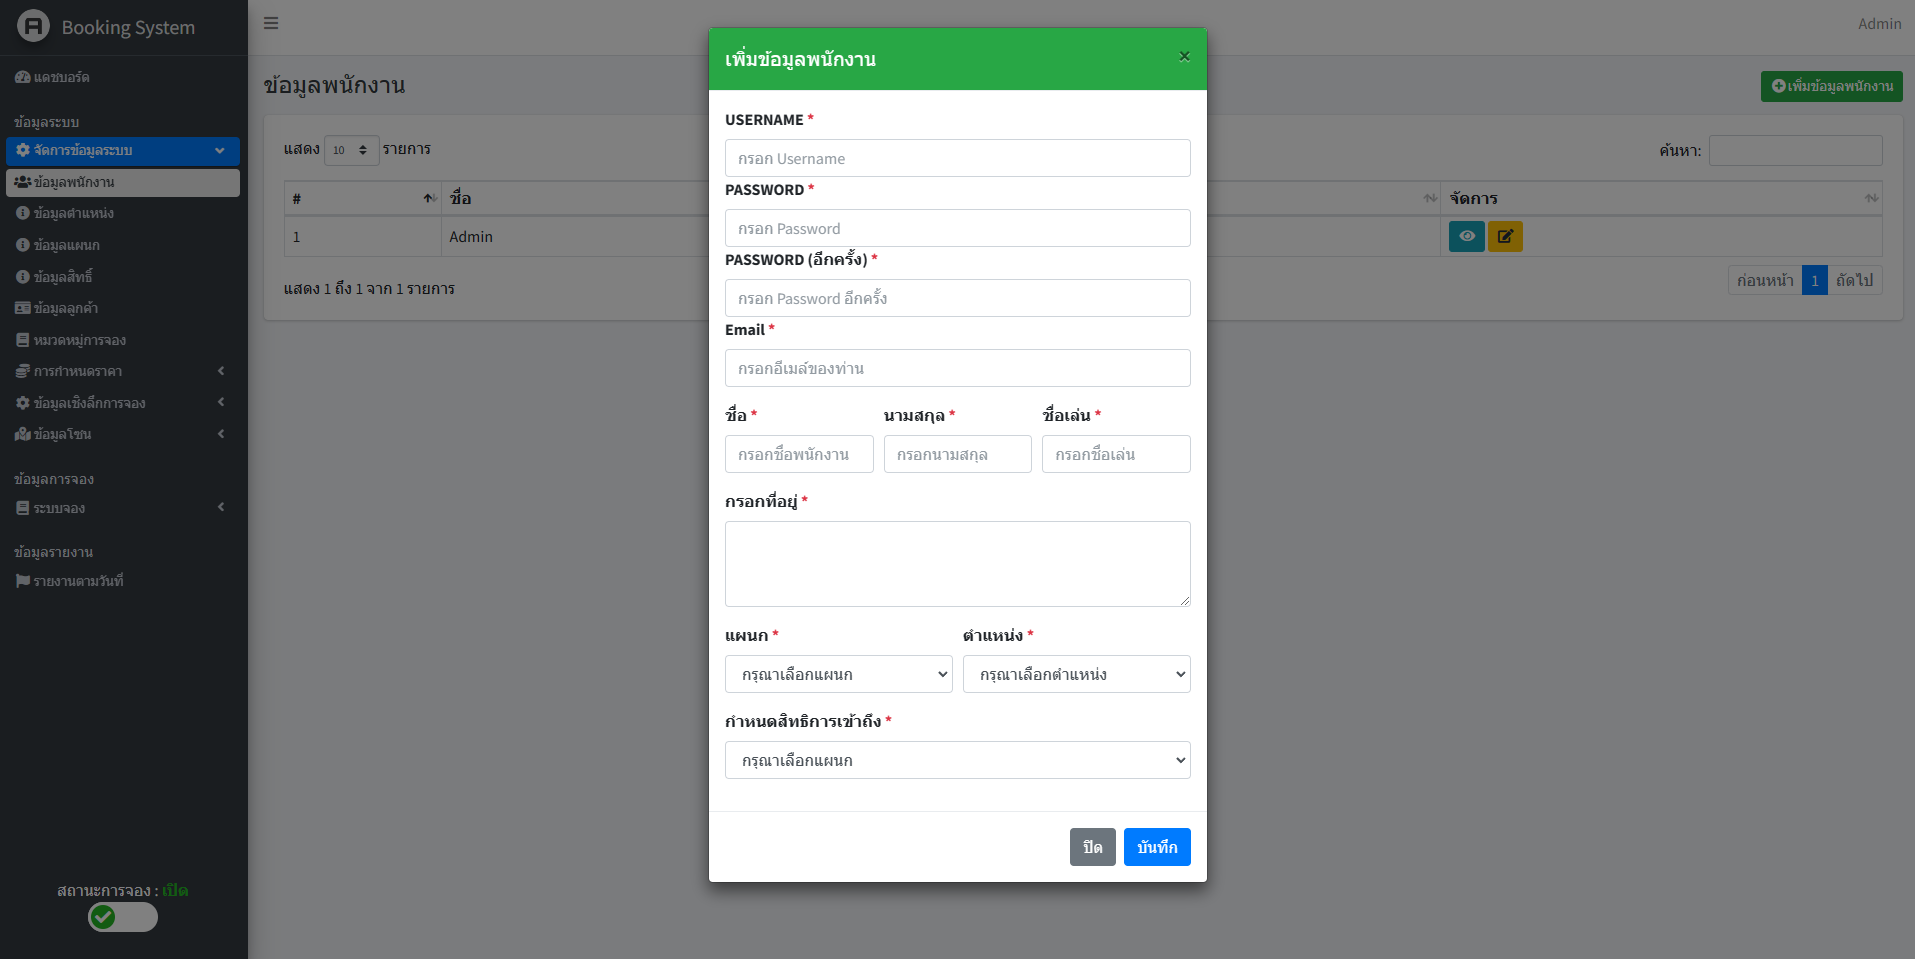 Booking System
Admin
แดชบอร์ด
ข้อมูลระบบ
จัดการข้อมูลระบบ
ข้อมูลพนักงาน
ข้อมูลตำแหน่ง
ข้อมูลแผนก
ข้อมูลสิทธิ์
ข้อมูลลูกค้า
หมวดหมู่การจอง
การกำหนดราคา
ข้อมูลเชิงลึกการจอง
ข้อมูลโซน
ข้อมูลการจอง
ระบบจอง
ข้อมูลรายงาน
รายงานตามวันที่
สถานะการจอง : เปิด
ข้อมูลพนักงาน
เพิ่มข้อมูลพนักงาน
แสดง 10 รายการ
ค้นหา:
# ชื่อ จัดการ
1 Admin
แสดง 1 ถึง 1 จาก 1 รายการ
ก่อนหน้า 1 ถัดไป
เพิ่มข้อมูลพนักงาน ×
USERNAME *
กรอก Username
PASSWORD *
กรอก Password
PASSWORD (อีกครั้ง) *
กรอก Password อีกครั้ง
Email *
กรอกอีเมล์ของท่าน
ชื่อ * นามสกุล * ชื่อเล่น *
กรอกชื่อพนักงาน กรอกนามสกุล กรอกชื่อเล่น
กรอกที่อยู่ *
แผนก * ตำแหน่ง *
กรุณาเลือกแผนก กรุณาเลือกตำแหน่ง
กำหนดสิทธิการเข้าถึง *
กรุณาเลือกแผนก
ปิด บันทึก